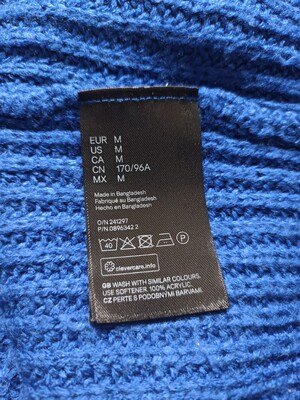 EUR M
US M
CA M
CN 170/96A
MX M
Made in Bangladesh
Fabriqué au Bangladesh
Hecho en Bangladesh
O/N 241297
P/N 0896342 2
40
P
clevercare.info
GB WASH WITH SIMILAR COLOURS.
USE SOFTENER. 100% ACRYLIC.
CZ PERTE S PODOBNÝMI BARVAMI.